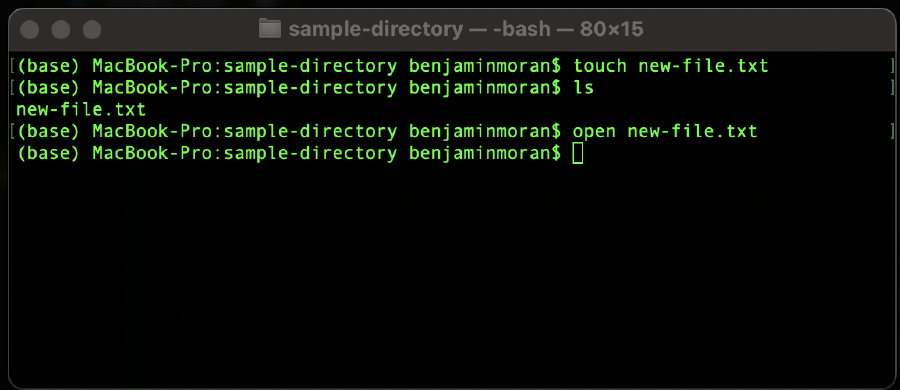 sample-directory — -bash — 80×15
[(base) MacBook-Pro:sample-directory benjaminmoran$ touch new-file.txt ]
[(base) MacBook-Pro:sample-directory benjaminmoran$ ls ]
new-file.txt
[(base) MacBook-Pro:sample-directory benjaminmoran$ open new-file.txt ]
(base) MacBook-Pro:sample-directory benjaminmoran$